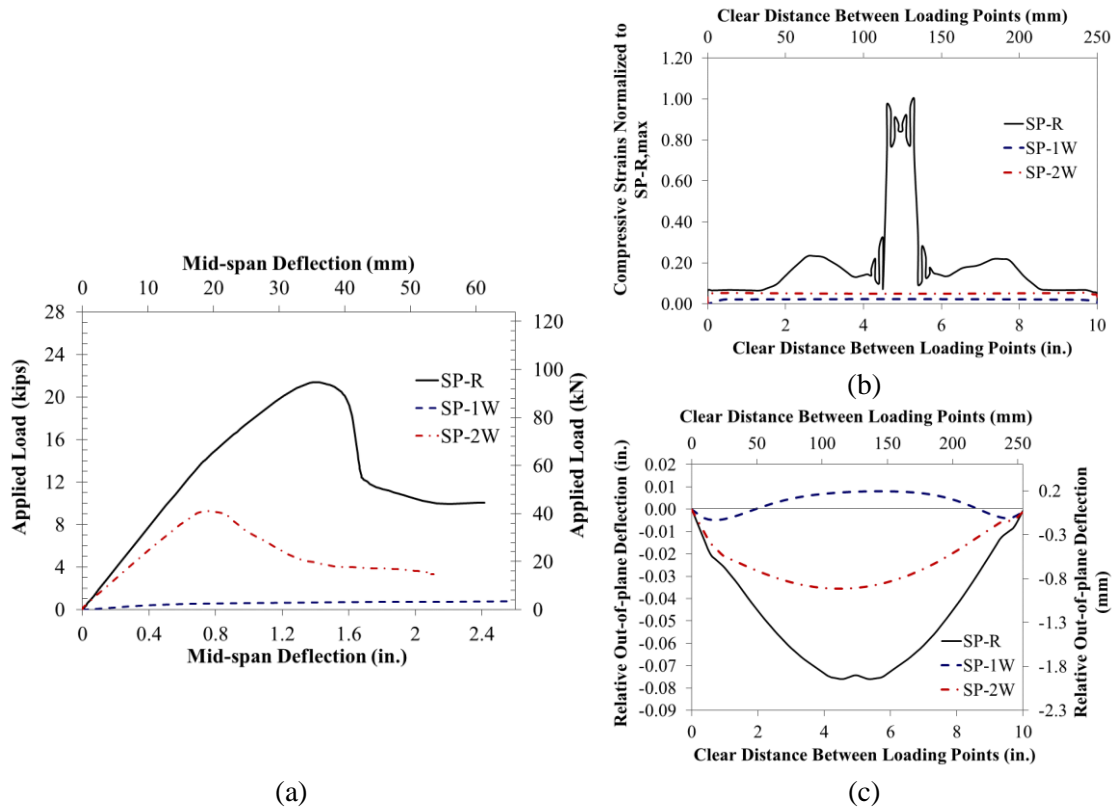 Mid-span Deflection (mm)
0 10 20 30 40 50 60
28
24
20
16
12
8
4
0
Applied Load (kips)
120
100
80
60
40
20
0
Applied Load (kN)
SP-R
SP-1W
SP-2W
0 0.4 0.8 1.2 1.6 2 2.4
Mid-span Deflection (in.)
(a)
Clear Distance Between Loading Points (mm)
0 50 100 150 200 250
1.20
1.00
0.80
0.60
0.40
0.20
0.00
Compressive Strains Normalized to
SP-R,max
SP-R
SP-1W
SP-2W
0 2 4 6 8 10
Clear Distance Between Loading Points (in.)
(b)
Clear Distance Between Loading Points (mm)
0 50 100 150 200 250
0.02
0.01
0.00
-0.01
-0.02
-0.03
-0.04
-0.05
-0.06
-0.07
-0.08
-0.09
Relative Out-of-plane Deflection (in.)
0.2
-0.3
-0.8
-1.3
-1.8
-2.3
Relative Out-of-plane Deflection
(mm)
SP-R
SP-1W
SP-2W
0 2 4 6 8 10
Clear Distance Between Loading Points (in.)
(c)